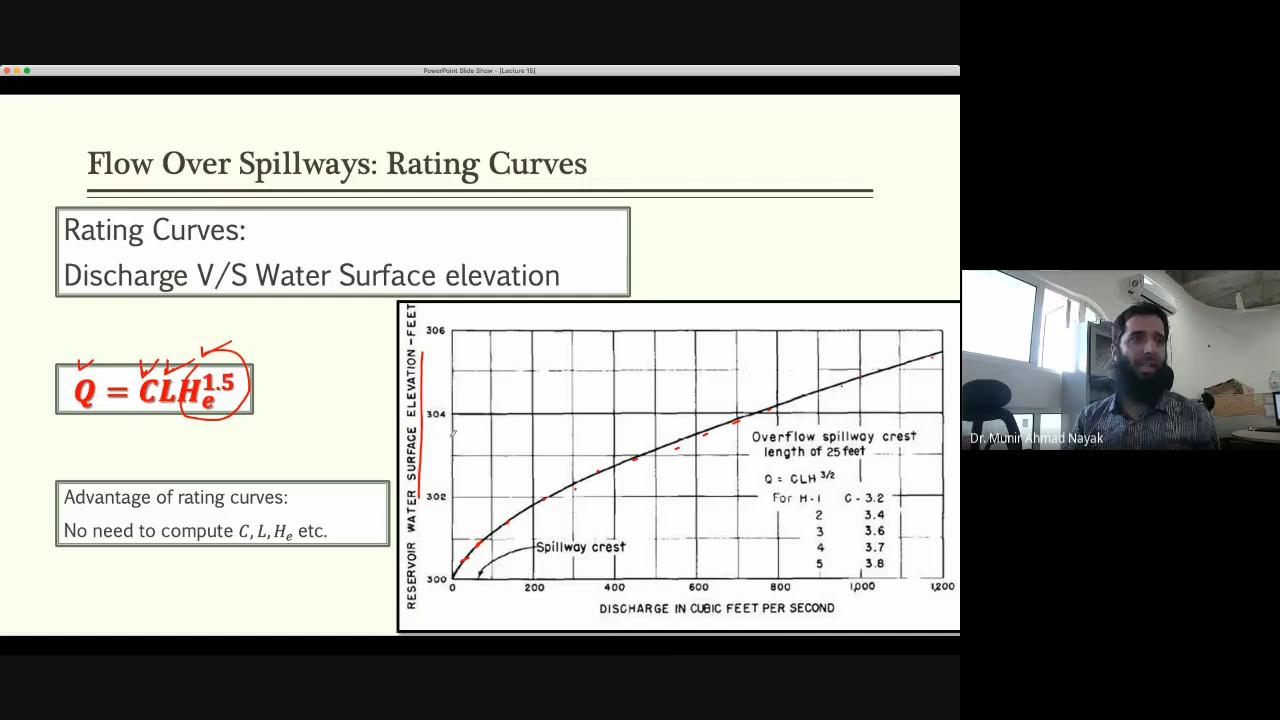 PowerPoint Slide Show - [Lecture 15]
Flow Over Spillways: Rating Curves
Rating Curves:
Discharge V/S Water Surface elevation
Q = CLH_e^1.5
Advantage of rating curves:
No need to compute C, L, H_e etc.
RESERVOIR WATER SURFACE ELEVATION-FEET
306
304
302
300
Overflow spillway crest
length of 25 feet
Q = CLH 3/2
For H-1 C-3.2
2 3.4
3 3.6
4 3.7
5 3.8
Spillway crest
0 200 400 600 800 1,000 1,200
DISCHARGE IN CUBIC FEET PER SECOND
Dr. Munir Ahmad Nayak